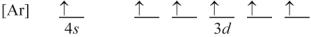 [Ar] ↑ ↑ ↑ ↑ ↑ ↑
4s 3d